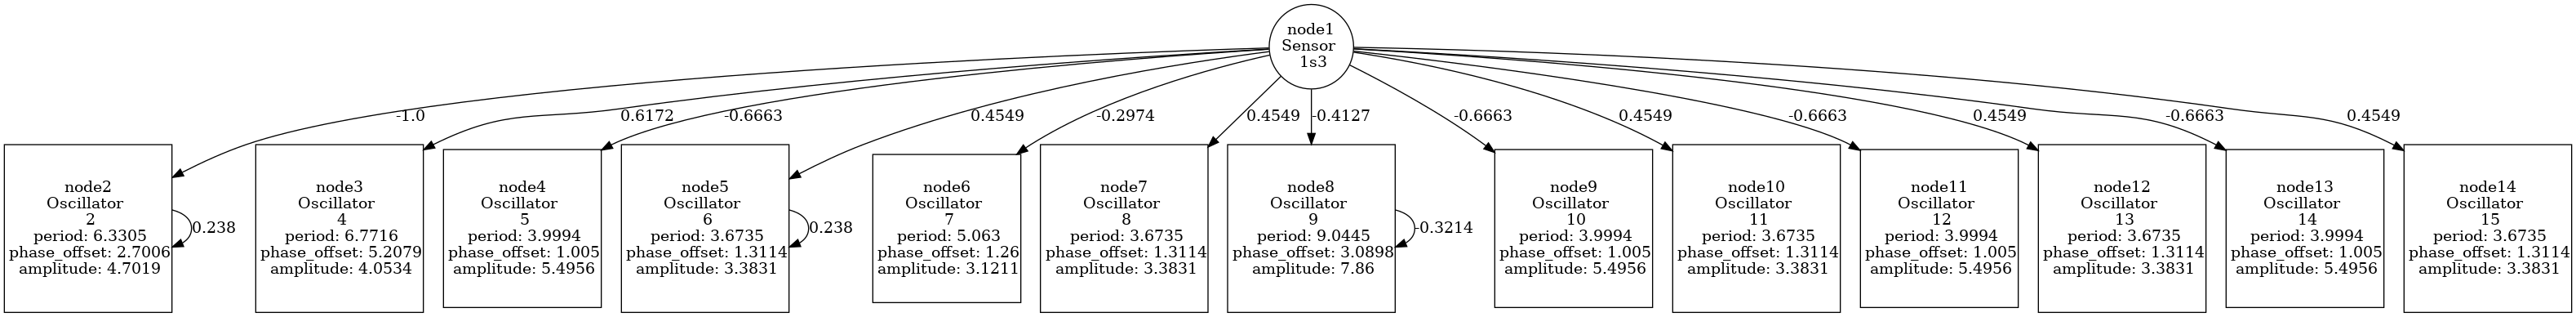 node1
Sensor
1s3
-1.0
0.6172
-0.6663
0.4549
-0.2974
0.4549
-0.4127
-0.6663
0.4549
-0.6663
0.4549
-0.6663
0.4549
node2
Oscillator
2
period: 6.3305
phase_offset: 2.7006
amplitude: 4.7019
0.238
node3
Oscillator
4
period: 6.7716
phase_offset: 5.2079
amplitude: 4.0534
node4
Oscillator
5
period: 3.9994
phase_offset: 1.005
amplitude: 5.4956
node5
Oscillator
6
period: 3.6735
phase_offset: 1.3114
amplitude: 3.3831
0.238
node6
Oscillator
7
period: 5.063
phase_offset: 1.26
amplitude: 3.1211
node7
Oscillator
8
period: 3.6735
phase_offset: 1.3114
amplitude: 3.3831
node8
Oscillator
9
period: 9.0445
phase_offset: 3.0898
amplitude: 7.86
-0.3214
node9
Oscillator
10
period: 3.9994
phase_offset: 1.005
amplitude: 5.4956
node10
Oscillator
11
period: 3.6735
phase_offset: 1.3114
amplitude: 3.3831
node11
Oscillator
12
period: 3.9994
phase_offset: 1.005
amplitude: 5.4956
node12
Oscillator
13
period: 3.6735
phase_offset: 1.3114
amplitude: 3.3831
node13
Oscillator
14
period: 3.9994
phase_offset: 1.005
amplitude: 5.4956
node14
Oscillator
15
period: 3.6735
phase_offset: 1.3114
amplitude: 3.3831